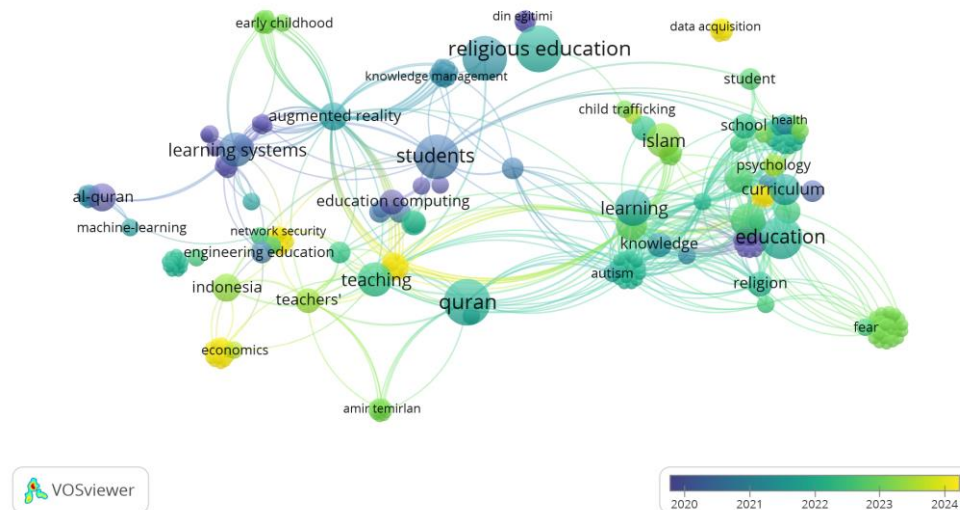 din egitimi
early childhood
data acquisition
religious education
knowledge management
student
child trafficking
augmented reality
school
health
islam
learning systems
students
psychology
al-quran
education computing
curriculum
learning
machine-learning
network security
education
knowledge
engineering education
autism
teaching
religion
indonesia
teachers'
quran
fear
economics
amir temirlan
VOSviewer
2020 2021 2022 2023 2024